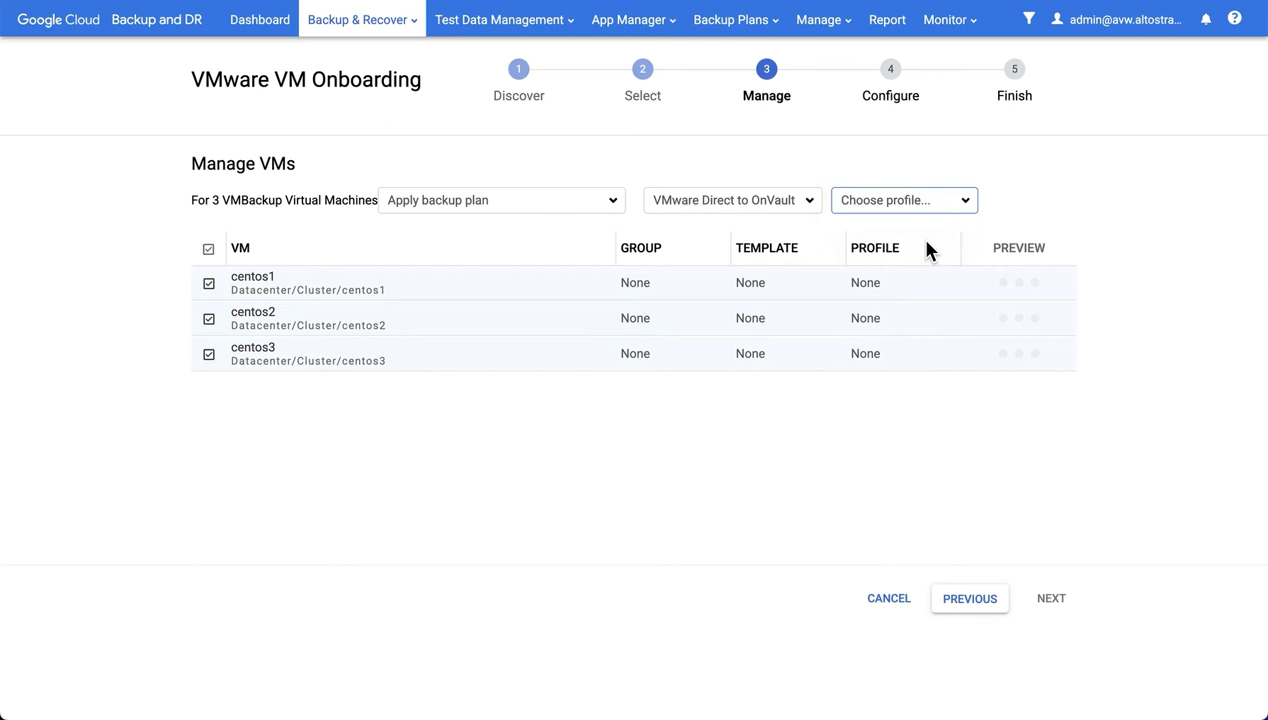 Google Cloud Backup and DR Dashboard Backup & Recover Test Data Management App Manager Backup Plans Manage Report Monitor admin@avw.altostra...
VMware VM Onboarding
1 2 3 4 5
Discover Select Manage Configure Finish
Manage VMs
For 3 VMBackup Virtual Machines Apply backup plan VMware Direct to OnVault Choose profile...
VM GROUP TEMPLATE PROFILE PREVIEW
centos1
Datacenter/Cluster/centos1 None None None
centos2
Datacenter/Cluster/centos2 None None None
centos3
Datacenter/Cluster/centos3 None None None
CANCEL PREVIOUS NEXT